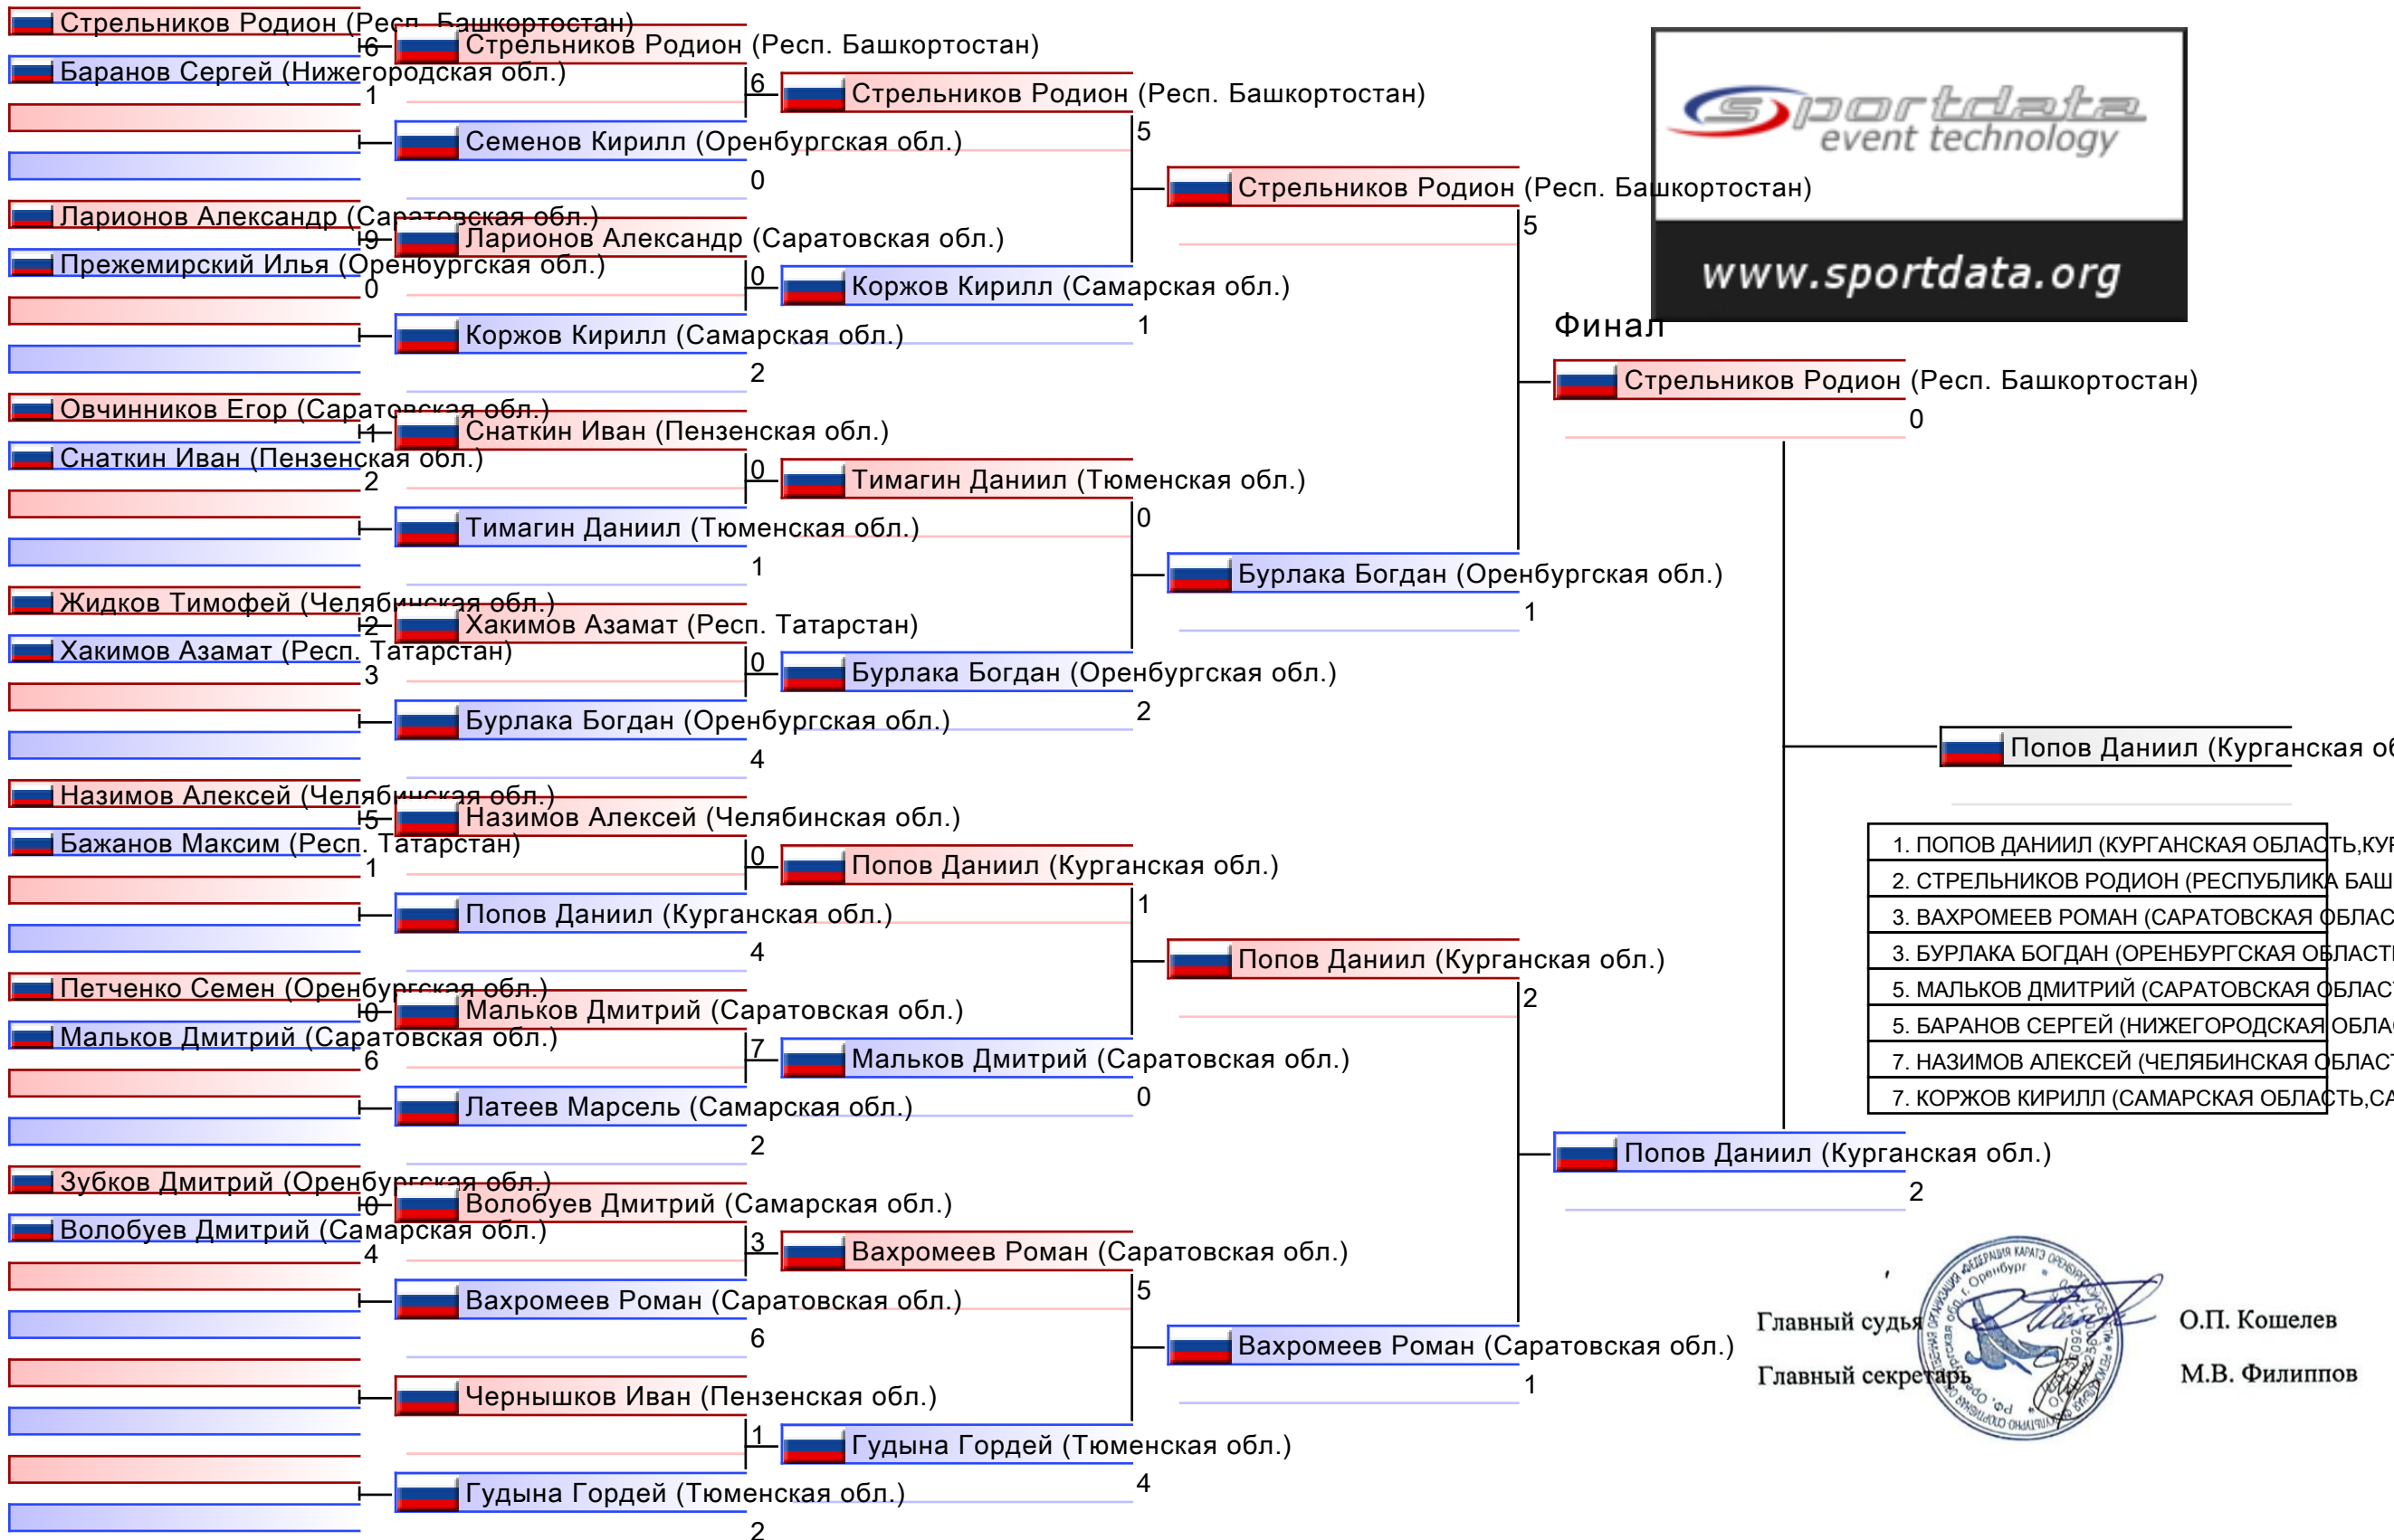 Стрельников Родион (Респ. Башкортостан)
6
Баранов Сергей (Нижегородская обл.)
1
Ларионов Александр (Саратовская обл.)
9
Прежемирский Илья (Оренбургская обл.)
0
Овчинников Егор (Саратовская обл.)
1
Снаткин Иван (Пензенская обл.)
2
Жидков Тимофей (Челябинская обл.)
2
Хакимов Азамат (Респ. Татарстан)
3
Назимов Алексей (Челябинская обл.)
5
Бажанов Максим (Респ. Татарстан)
1
Петченко Семен (Оренбургская обл.)
0
Мальков Дмитрий (Саратовская обл.)
6
Зубков Дмитрий (Оренбургская обл.)
0
Волобуев Дмитрий (Самарская обл.)
4
Стрельников Родион (Респ. Башкортостан)
6
Семенов Кирилл (Оренбургская обл.)
0
Ларионов Александр (Саратовская обл.)
0
Коржов Кирилл (Самарская обл.)
2
Снаткин Иван (Пензенская обл.)
0
Тимагин Даниил (Тюменская обл.)
1
Хакимов Азамат (Респ. Татарстан)
0
Бурлака Богдан (Оренбургская обл.)
4
Назимов Алексей (Челябинская обл.)
0
Попов Даниил (Курганская обл.)
4
Мальков Дмитрий (Саратовская обл.)
7
Латеев Марсель (Самарская обл.)
2
Волобуев Дмитрий (Самарская обл.)
3
Вахромеев Роман (Саратовская обл.)
6
Чернышков Иван (Пензенская обл.)
1
Гудына Гордей (Тюменская обл.)
2
Стрельников Родион (Респ. Башкортостан)
5
Коржов Кирилл (Самарская обл.)
1
Тимагин Даниил (Тюменская обл.)
0
Бурлака Богдан (Оренбургская обл.)
2
Попов Даниил (Курганская обл.)
1
Мальков Дмитрий (Саратовская обл.)
0
Вахромеев Роман (Саратовская обл.)
5
Гудына Гордей (Тюменская обл.)
4
Стрельников Родион (Респ. Башкортостан)
5
Бурлака Богдан (Оренбургская обл.)
1
Попов Даниил (Курганская обл.)
2
Вахромеев Роман (Саратовская обл.)
1
sportdata
event technology
www.sportdata.org
Финал
Стрельников Родион (Респ. Башкортостан)
0
Попов Даниил (Курганская обл.)
2
Попов Даниил (Курганская об
1. ПОПОВ ДАНИИЛ (КУРГАНСКАЯ ОБЛАСТЬ,КУР
2. СТРЕЛЬНИКОВ РОДИОН (РЕСПУБЛИКА БАШ
3. ВАХРОМЕЕВ РОМАН (САРАТОВСКАЯ ОБЛАС
3. БУРЛАКА БОГДАН (ОРЕНБУРГСКАЯ ОБЛАСТЬ
5. МАЛЬКОВ ДМИТРИЙ (САРАТОВСКАЯ ОБЛАСТ
5. БАРАНОВ СЕРГЕЙ (НИЖЕГОРОДСКАЯ ОБЛАС
7. НАЗИМОВ АЛЕКСЕЙ (ЧЕЛЯБИНСКАЯ ОБЛАСТ
7. КОРЖОВ КИРИЛЛ (САМАРСКАЯ ОБЛАСТЬ,СА
Главный судья
О.П. Кошелев
Главный секретарь
М.В. Филиппов